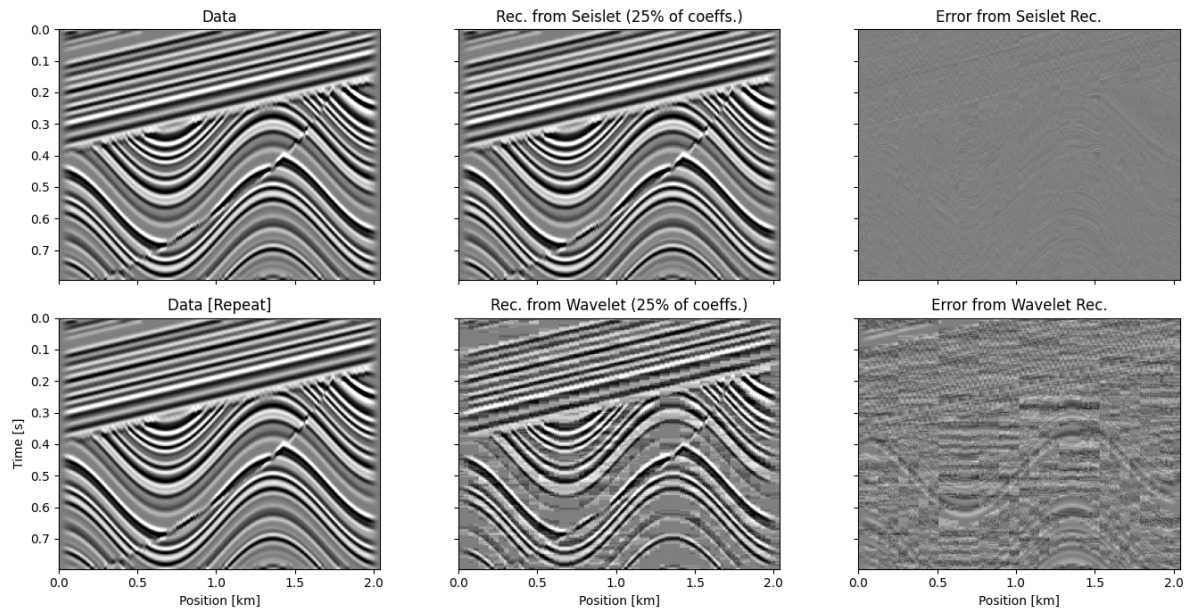 Data
Rec. from Seislet (25% of coeffs.)
Error from Seislet Rec.
0.0
0.1
0.2
0.3
0.4
0.5
0.6
0.7
Data [Repeat]
Rec. from Wavelet (25% of coeffs.)
Error from Wavelet Rec.
0.0
0.1
0.2
0.3
0.4
0.5
0.6
0.7
Time [s]
0.0 0.5 1.0 1.5 2.0
0.0 0.5 1.0 1.5 2.0
0.0 0.5 1.0 1.5 2.0
Position [km]
Position [km]
Position [km]